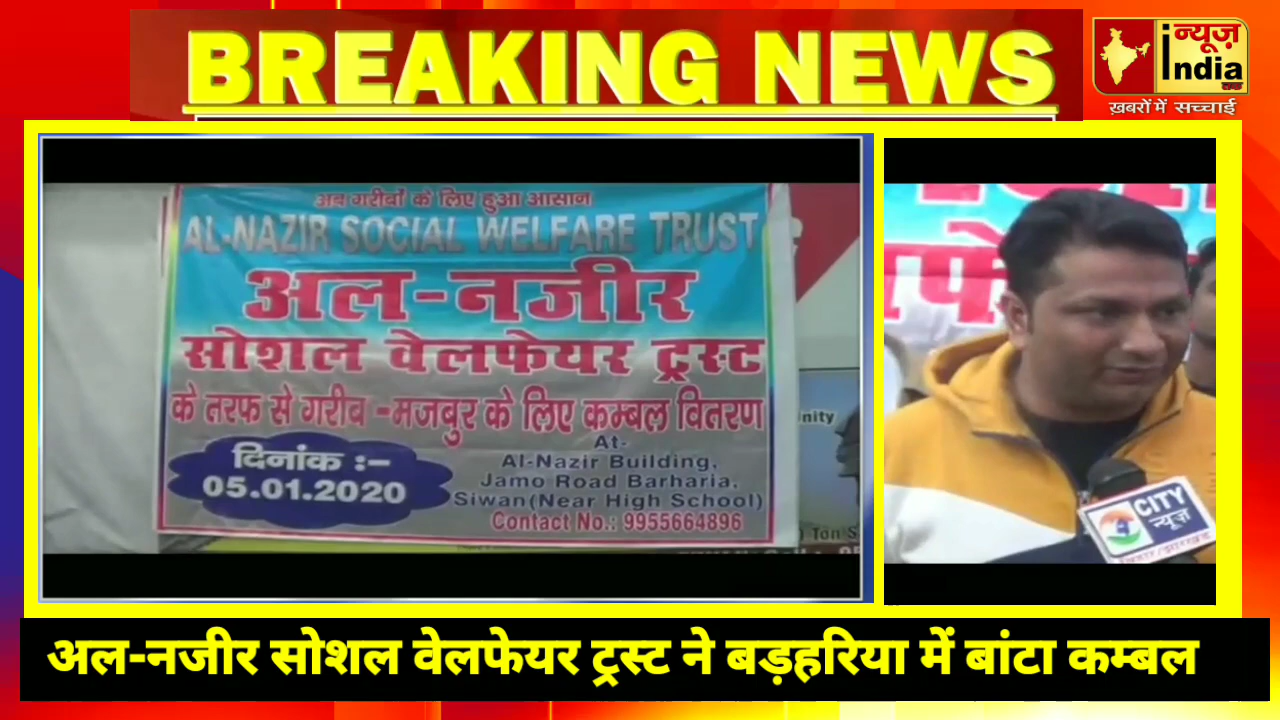 BREAKING NEWS
न्यूज़
india
तक
ख़बरों में सच्चाई
अब गरीबों के लिए हुआ आसान
AL-NAZIR SOCIAL WELFARE TRUST
अल-नजीर
सोशल वेलफेयर ट्रस्ट
के तरफ से गरीब -मजबुर के लिए कम्बल वितरण
दिनांक :-
05.01.2020
At-
Al-Nazir Building,
Jamo Road Barharia,
Siwan(Near High School)
Contact No.: 9955664896
CITY
न्यूज़
बिहार/झारखंड
अल-नजीर सोशल वेलफेयर ट्रस्ट ने बड़हरिया में बांटा कम्बल